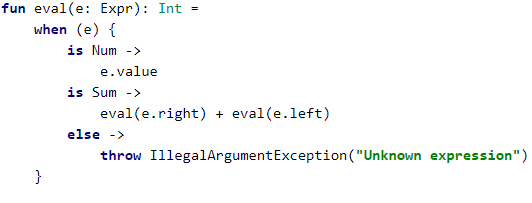 fun eval(e: Expr): Int =
    when (e) {
        is Num ->
            e.value
        is Sum ->
            eval(e.right) + eval(e.left)
        else ->
            throw IllegalArgumentException("Unknown expression")
    }